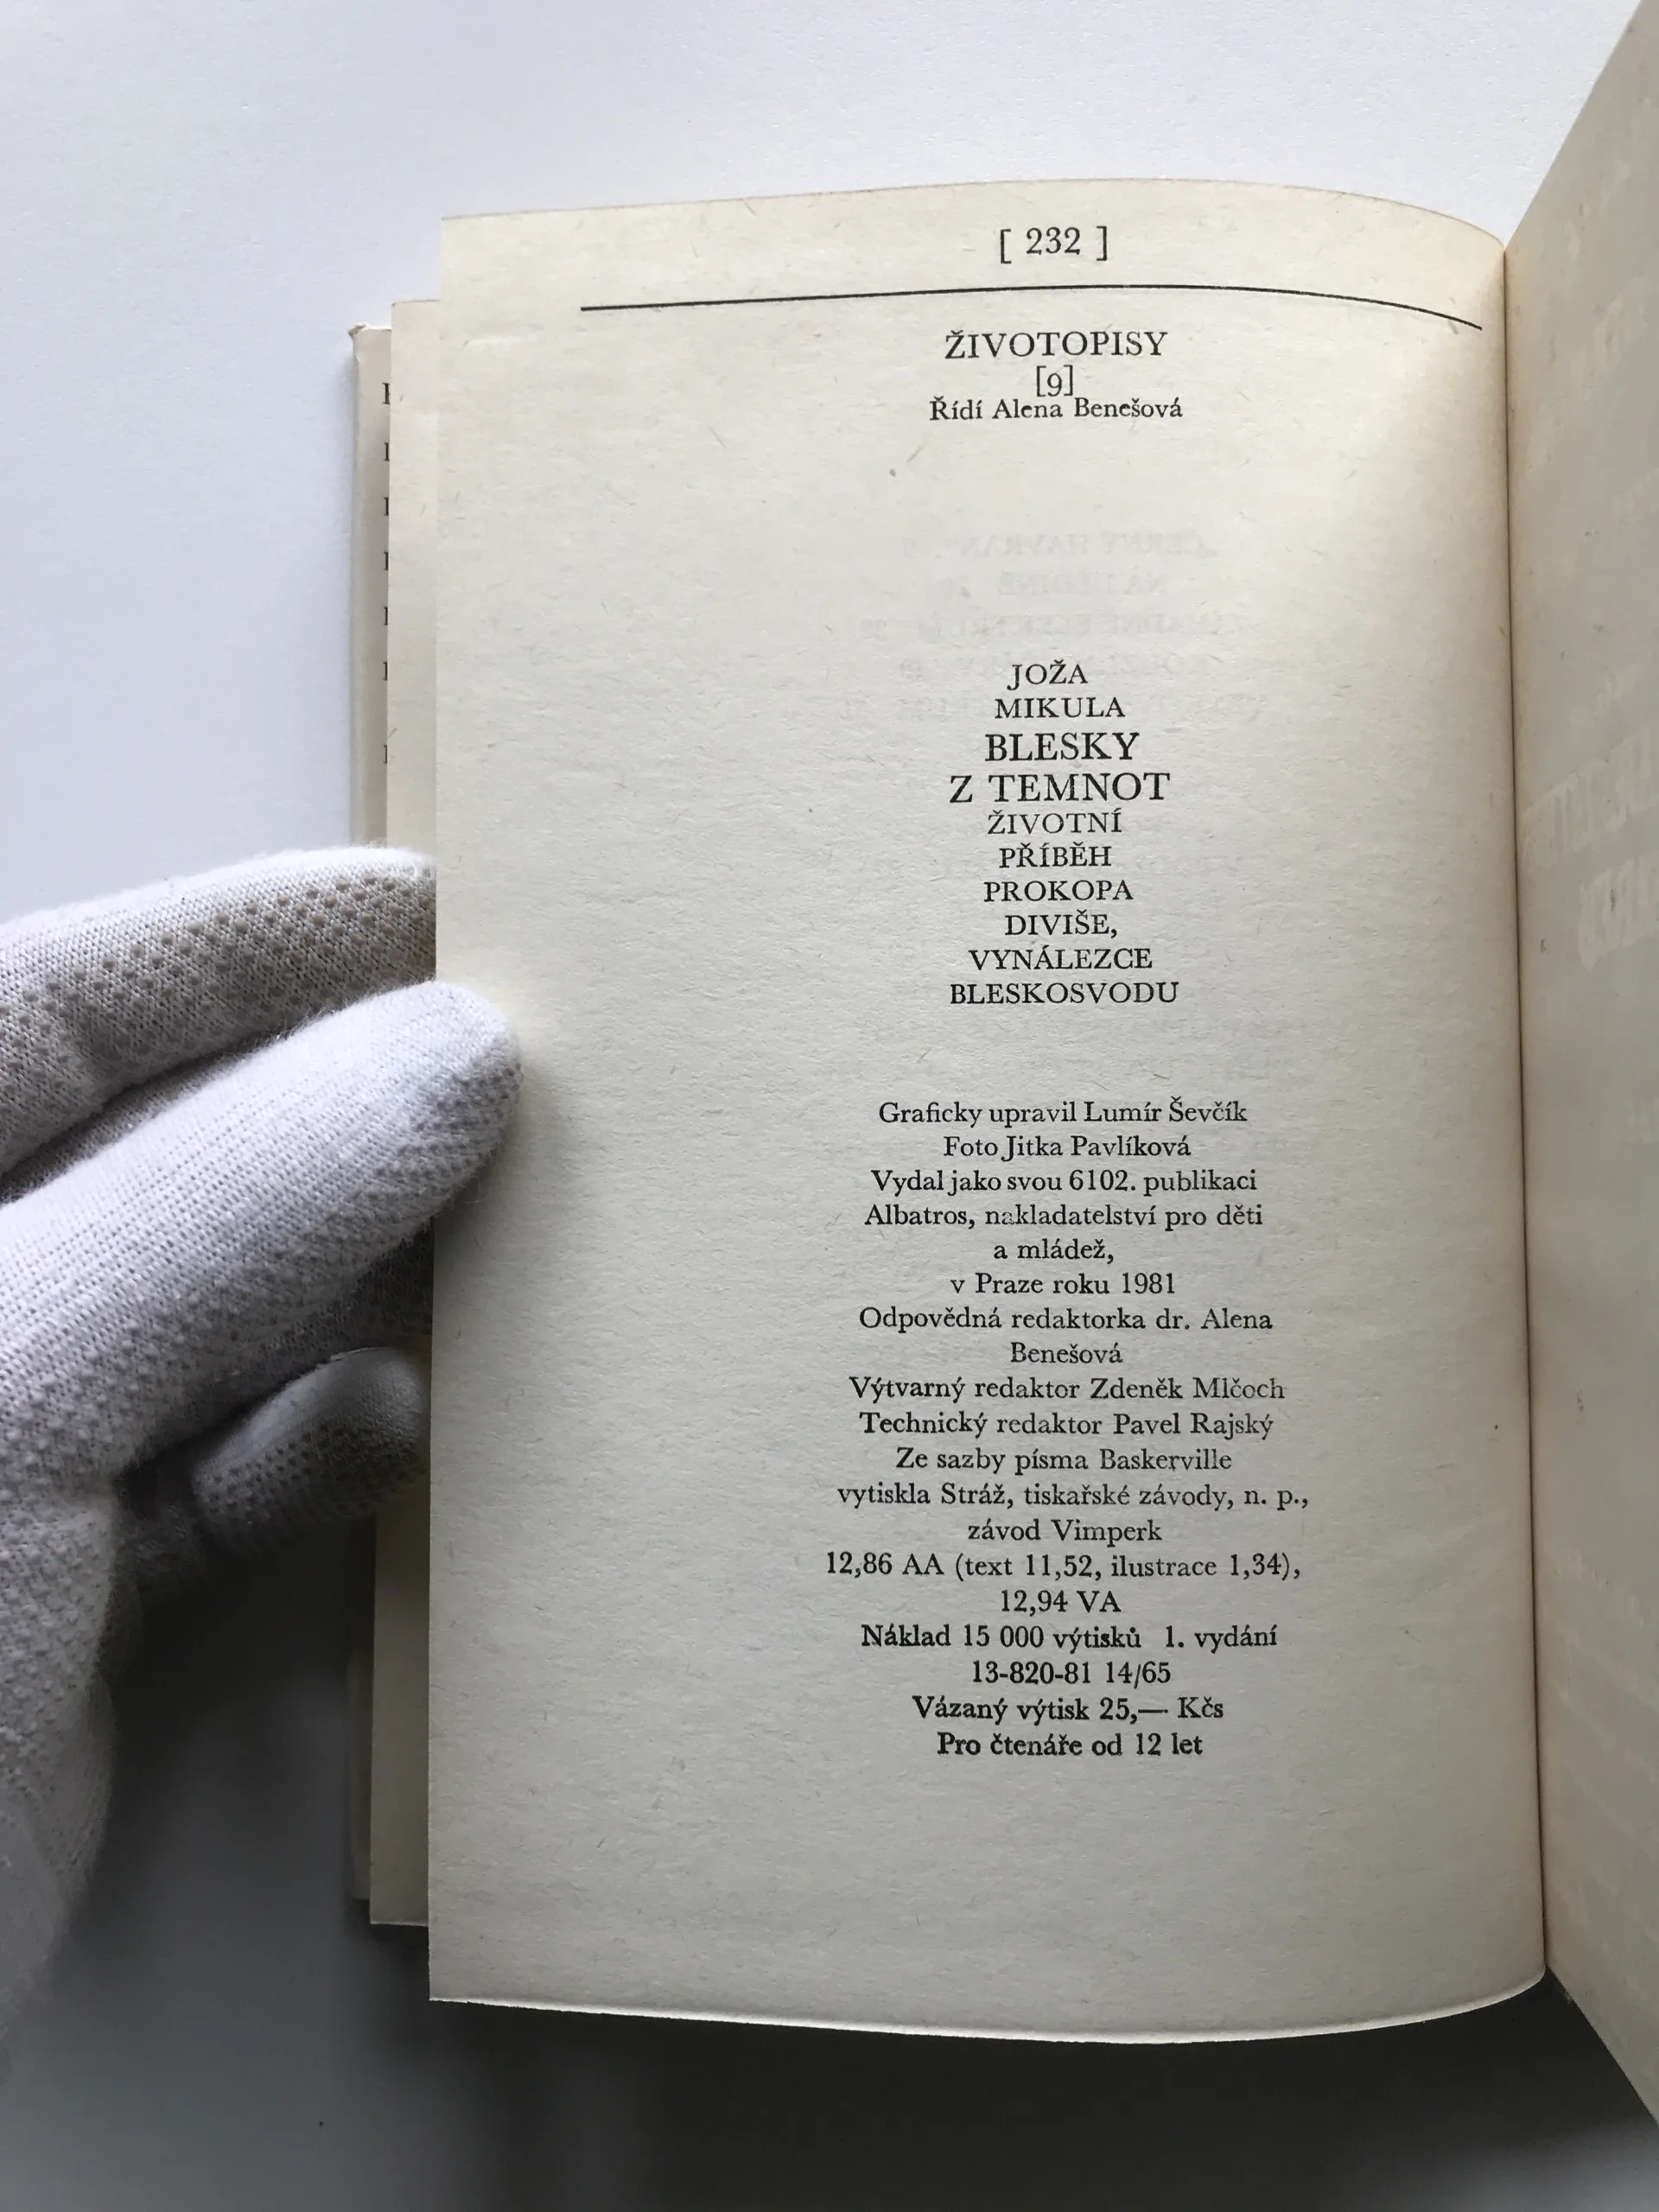 [ 232 ]
ŽIVOTOPISY
[9]
Řídí Alena Benešová
JOŽA
MIKULA
BLESKY
Z TEMNOT
ŽIVOTNÍ
PŘÍBĚH
PROKOPA
DIVIŠE,
VYNÁLEZCE
BLESKOSVODU
Graficky upravil Lumír Ševčík
Foto Jitka Pavlíková
Vydal jako svou 6102. publikaci
Albatros, nakladatelství pro děti
a mládež,
v Praze roku 1981
Odpovědná redaktorka dr. Alena
Benešová
Výtvarný redaktor Zdeněk Mlčoch
Technický redaktor Pavel Rajský
Ze sazby písma Baskerville
vytiskla Stráž, tiskařské závody, n. p.,
závod Vimperk
12,86 AA (text 11,52, ilustrace 1,34),
12,94 VA
Náklad 15 000 výtisků 1. vydání
13-820-81 14/65
Vázaný výtisk 25,— Kčs
Pro čtenáře od 12 let